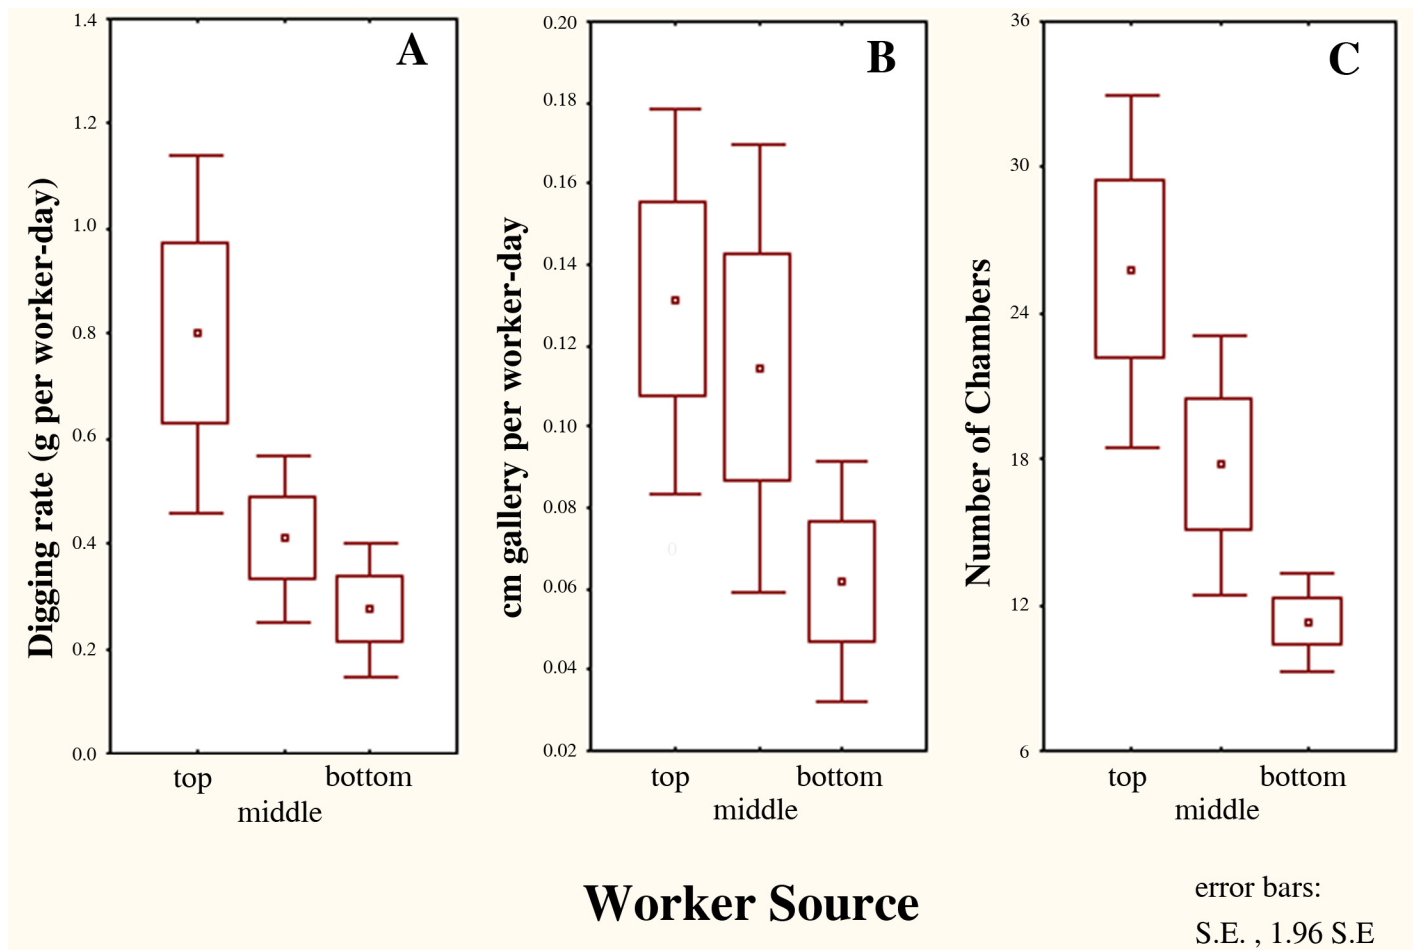 A
Digging rate (g per worker-day)
1.4
1.2
1.0
0.8
0.6
0.4
0.2
0.0
top
middle
bottom
B
cm gallery per worker-day
0.20
0.18
0.16
0.14
0.12
0.10
0.08
0.06
0.04
0.02
0
top
middle
bottom
C
Number of Chambers
36
30
24
18
12
6
top
middle
bottom
Worker Source
error bars:
S.E. , 1.96 S.E